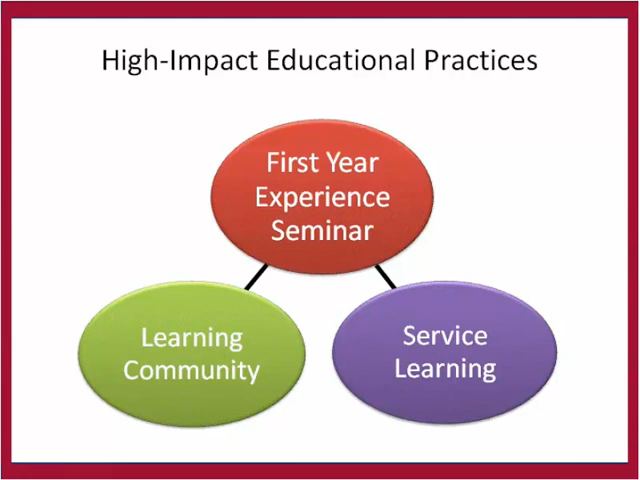 High-Impact Educational Practices
First Year
Experience
Seminar
Learning
Community
Service
Learning